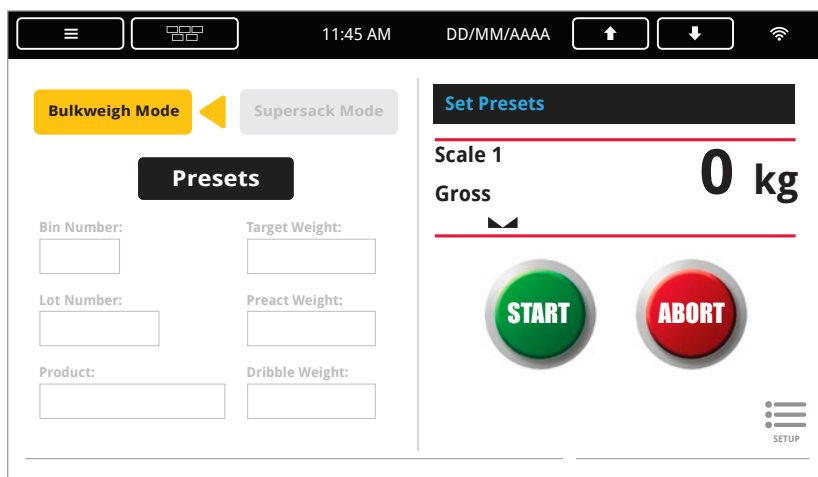 11:45 AM
DD/MM/AAAA
Bulkweigh Mode
Supersack Mode
Presets
Bin Number:
Target Weight:
Lot Number:
Preact Weight:
Product:
Dribble Weight:
Set Presets
Scale 1
Gross
0 kg
START
ABORT
SETUP